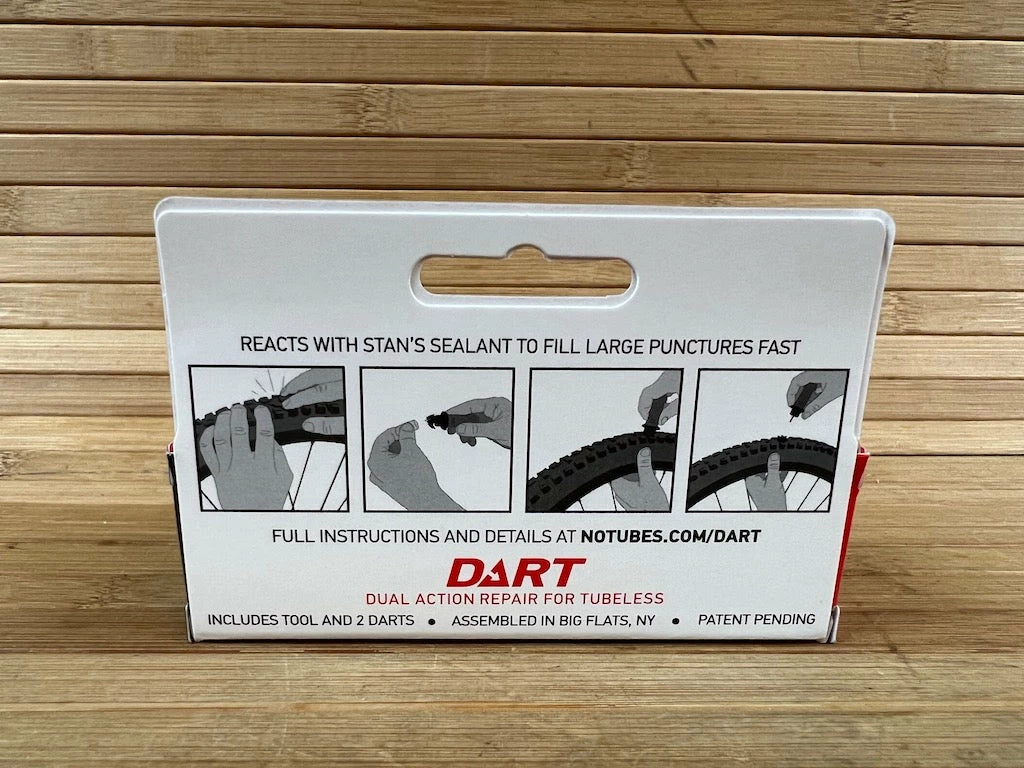 REACTS WITH STAN'S SEALANT TO FILL LARGE PUNCTURES FAST
FULL INSTRUCTIONS AND DETAILS AT NOTUBES.COM/DART
DART
DUAL ACTION REPAIR FOR TUBELESS
INCLUDES TOOL AND 2 DARTS • ASSEMBLED IN BIG FLATS, NY • PATENT PENDING